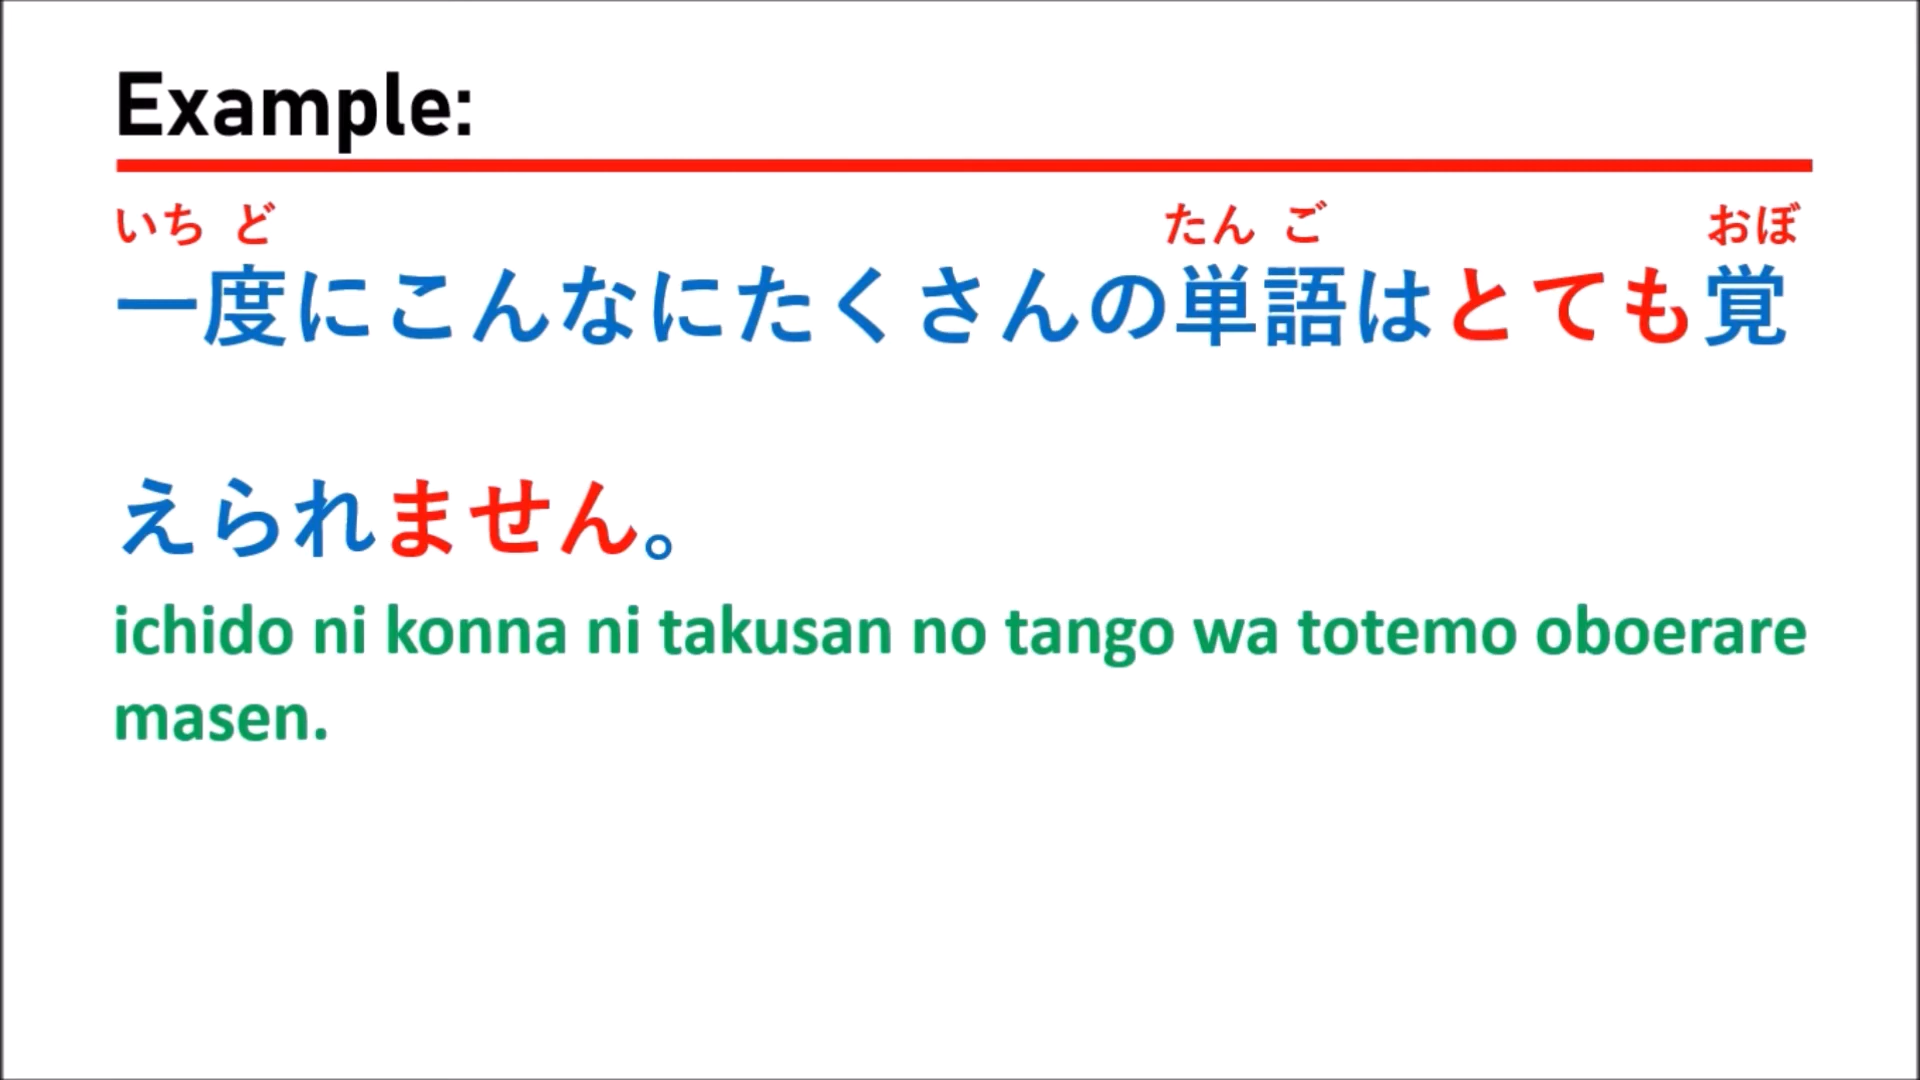 Example:
いち ど たん ご おぼ
一度にこんなにたくさんの単語はとても覚
えられません。
ichido ni konna ni takusan no tango wa totemo oboerare
masen.